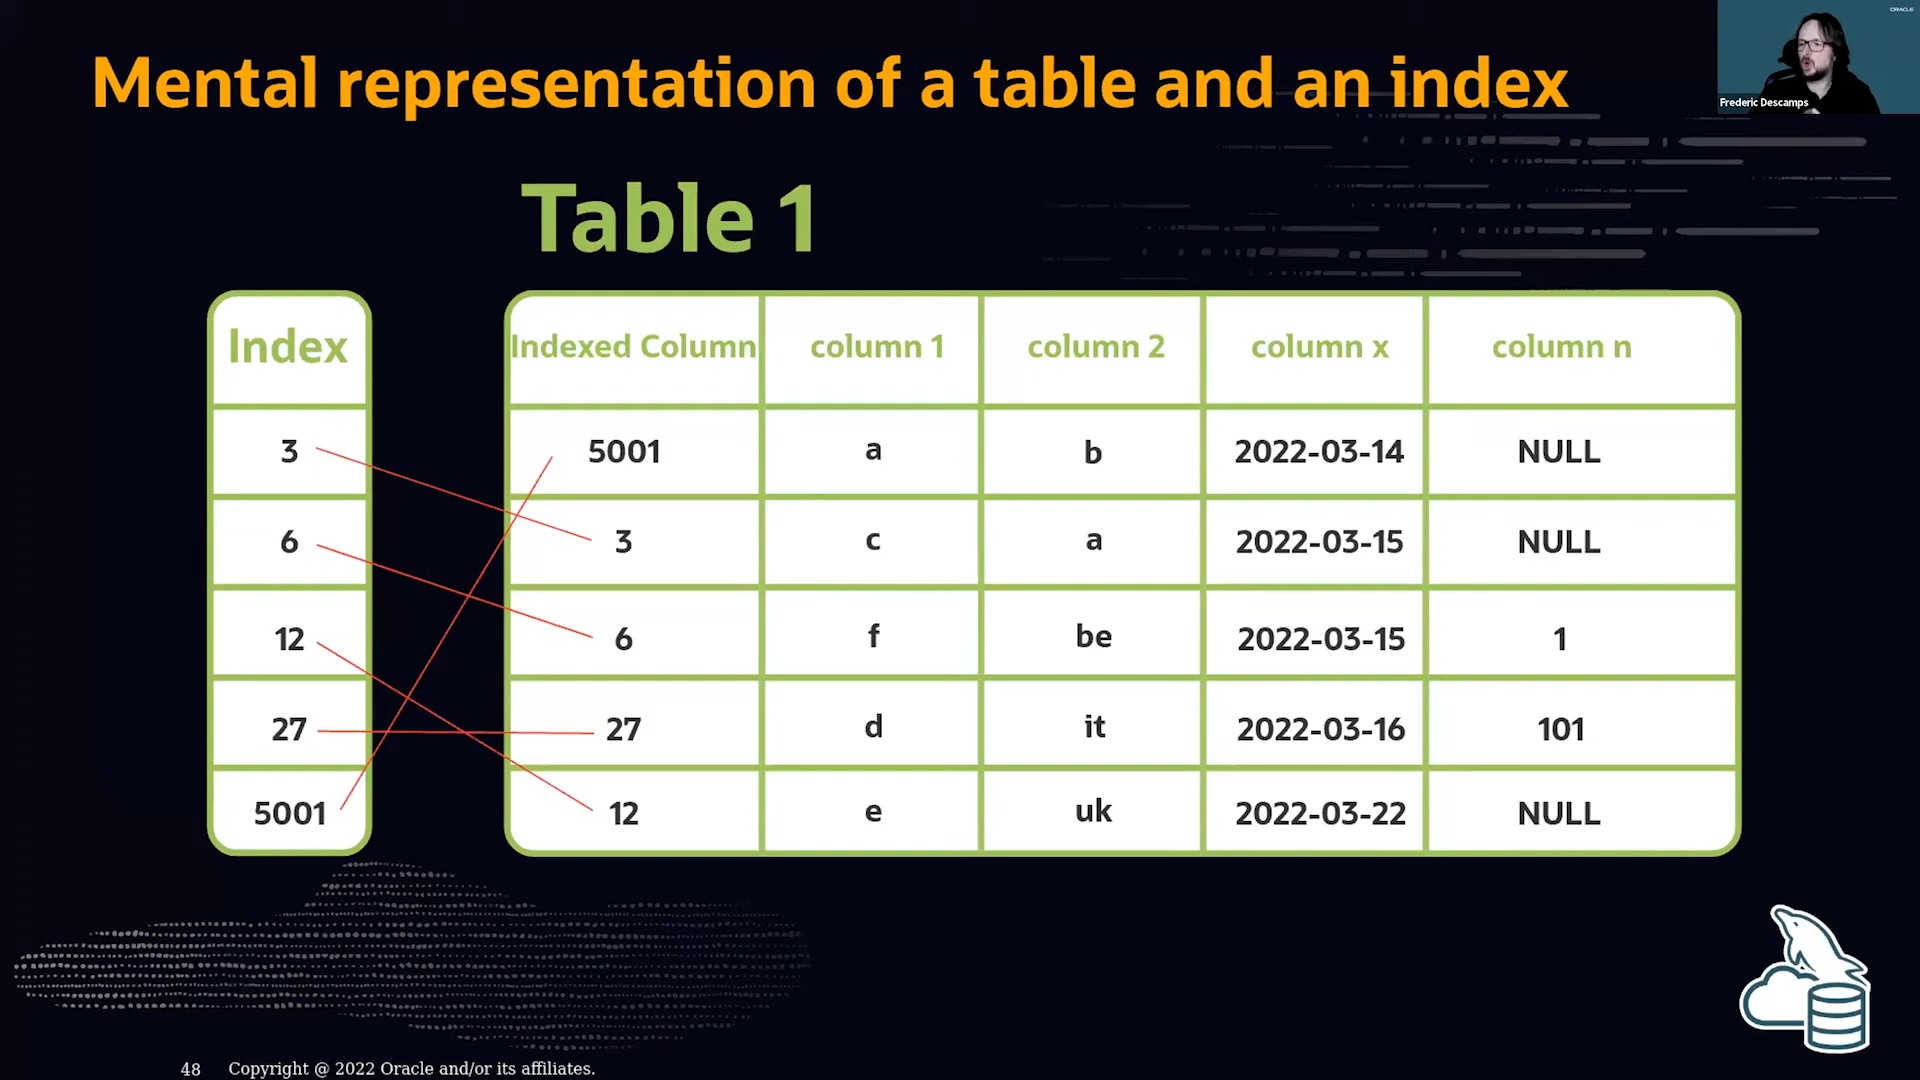 ORACLE
Mental representation of a table and an index
Frederic Descamps
Table 1
Index
Indexed Column column 1 column 2 column x column n
3 5001 a b 2022-03-14 NULL
6 3 c a 2022-03-15 NULL
12 6 f be 2022-03-15 1
27 27 d it 2022-03-16 101
5001 12 e uk 2022-03-22 NULL
48 Copyright @ 2022 Oracle and/or its affiliates.